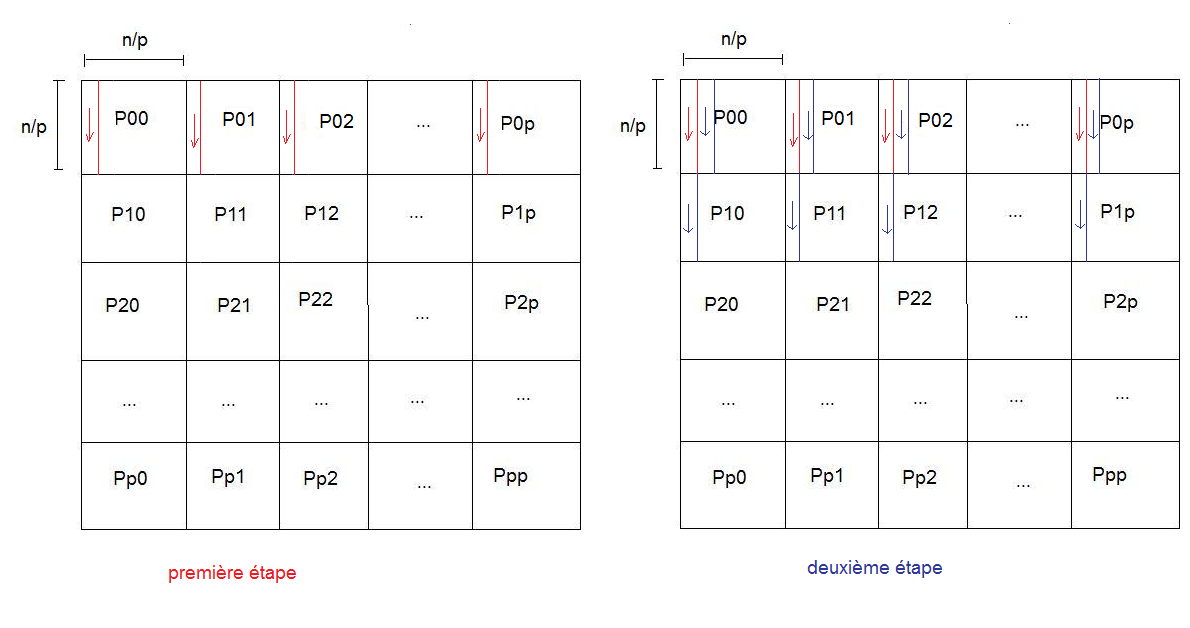 n/p
n/p
P00 P01 P02 ... P0p
P10 P11 P12 ... P1p
P20 P21 P22 ... P2p
... ... ... ... ...
Pp0 Pp1 Pp2 ... Ppp
première étape
n/p
n/p
P00 P01 P02 ... P0p
P10 P11 P12 ... P1p
P20 P21 P22 ... P2p
... ... ... ... ...
Pp0 Pp1 Pp2 ... Ppp
deuxième étape